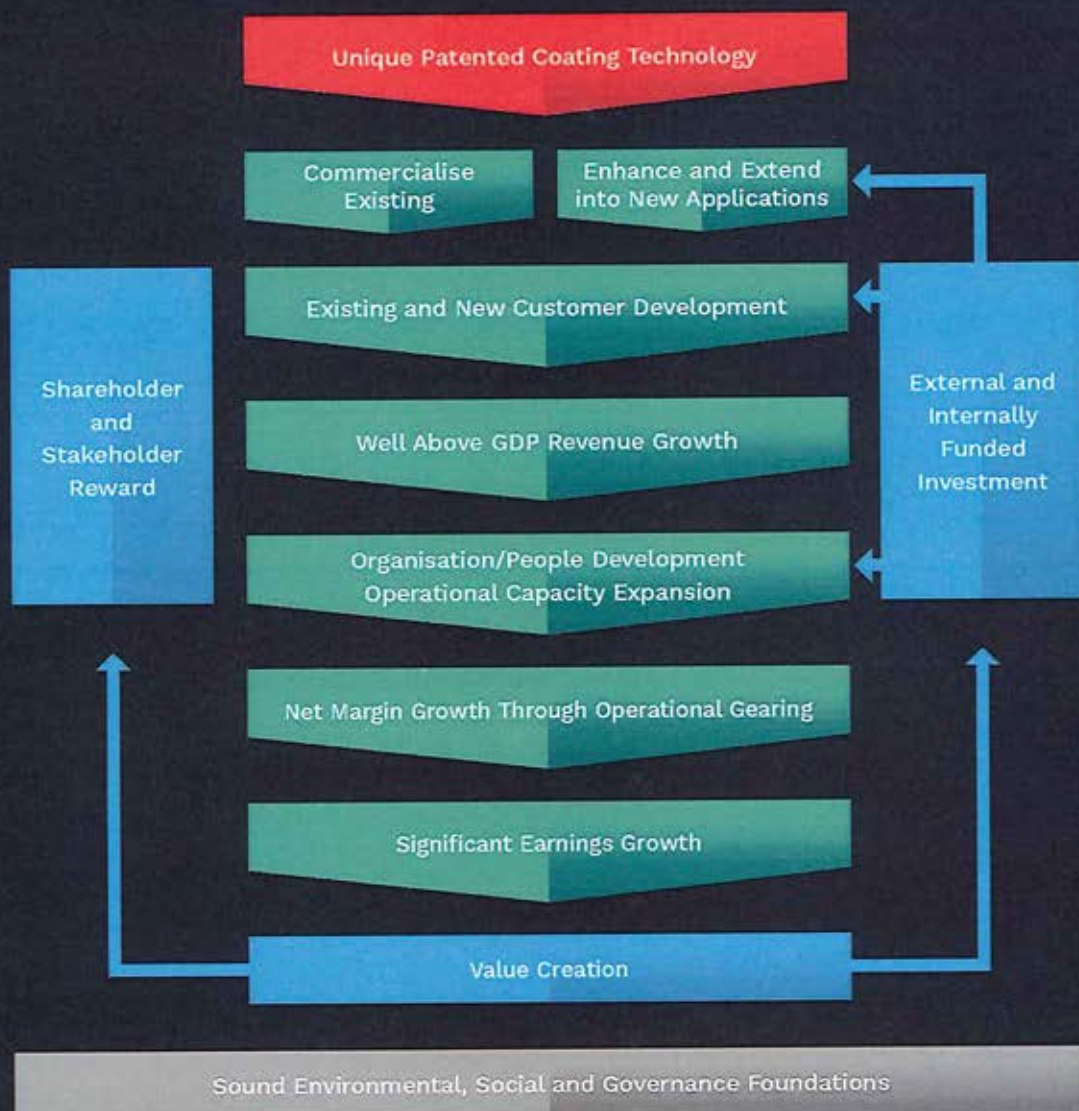 Unique Patented Coating Technology
Commercialise
Existing
Enhance and Extend
into New Applications
Existing and New Customer Development
Shareholder
and
Stakeholder
Reward
External and
Internally
Funded
Investment
Well Above GDP Revenue Growth
Organisation/People Development
Operational Capacity Expansion
Net Margin Growth Through Operational Gearing
Significant Earnings Growth
Value Creation
Sound Environmental, Social and Governance Foundations